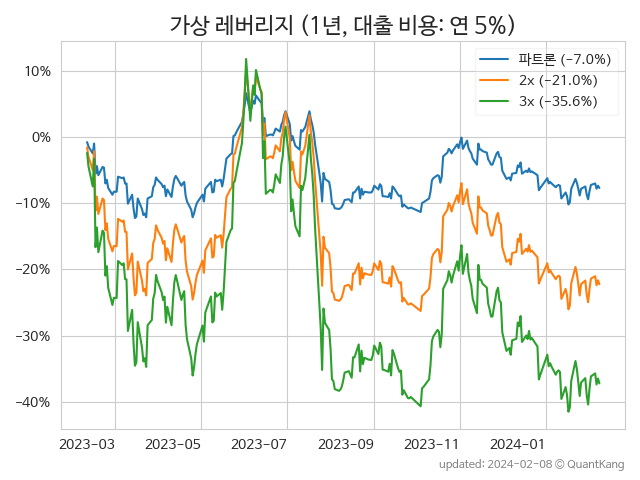 가상 레버리지 (1년, 대출 비용: 연 5%)
파트론 (−7.0%)
2x (−21.0%)
3x (−35.6%)
10%
0%
−10%
−20%
−30%
−40%
2023-03 2023-05 2023-07 2023-09 2023-11 2024-01
updated: 2024-02-08 © QuantKang